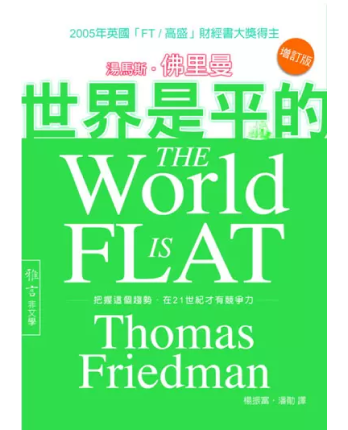 2005年英國「FT / 高盛」財經書大獎得主
增訂版
湯馬斯・佛里曼
世界是平的
THE
World
IS
FLAT
雅言
非文學
把握這個趨勢，在21世紀才有競爭力
Thomas
Friedman
楊振富、潘勛 譯